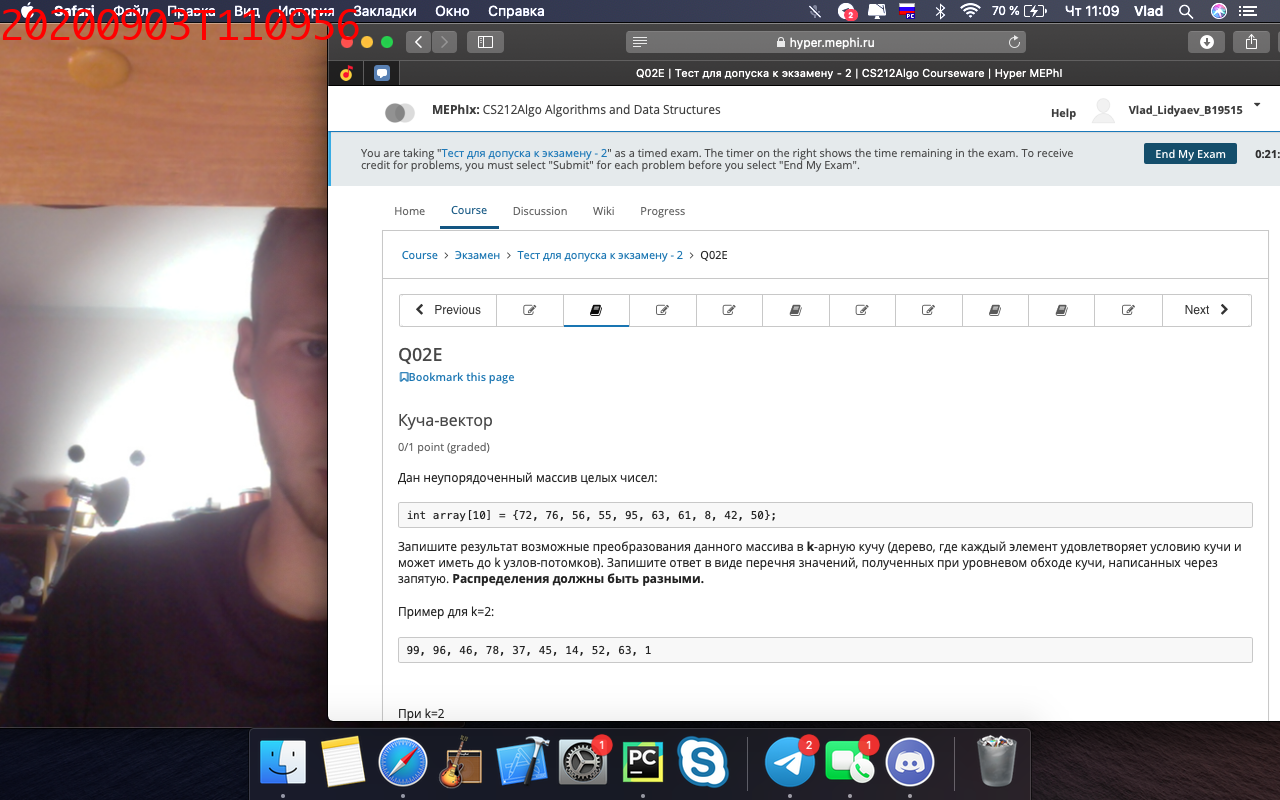 Safari Файл Правка Вид История Закладки Окно Справка 2 РС 70 % Чт 11:09 Vlad
20200903T110956
hyper.mephi.ru
Q02E | Тест для допуска к экзамену - 2 | CS212Algo Courseware | Hyper MEPhI
MEPhIx: CS212Algo Algorithms and Data Structures Help Vlad_Lidyaev_B19515
You are taking "Тест для допуска к экзамену - 2" as a timed exam. The timer on the right shows the time remaining in the exam. To receive
credit for problems, you must select "Submit" for each problem before you select "End My Exam".
End My Exam 0:21:
Home Course Discussion Wiki Progress
Course > Экзамен > Тест для допуска к экзамену - 2 > Q02E
Previous Next
Q02E
Bookmark this page
Куча-вектор
0/1 point (graded)
Дан неупорядоченный массив целых чисел:
int array[10] = {72, 76, 56, 55, 95, 63, 61, 8, 42, 50};
Запишите результат возможные преобразования данного массива в k-арную кучу (дерево, где каждый элемент удовлетворяет условию кучи и
может иметь до k узлов-потомков). Запишите ответ в виде перечня значений, полученных при уровневом обходе кучи, написанных через
запятую. Распределения должны быть разными.
Пример для k=2:
99, 96, 46, 78, 37, 45, 14, 52, 63, 1
При k=2
1 PC 2 1